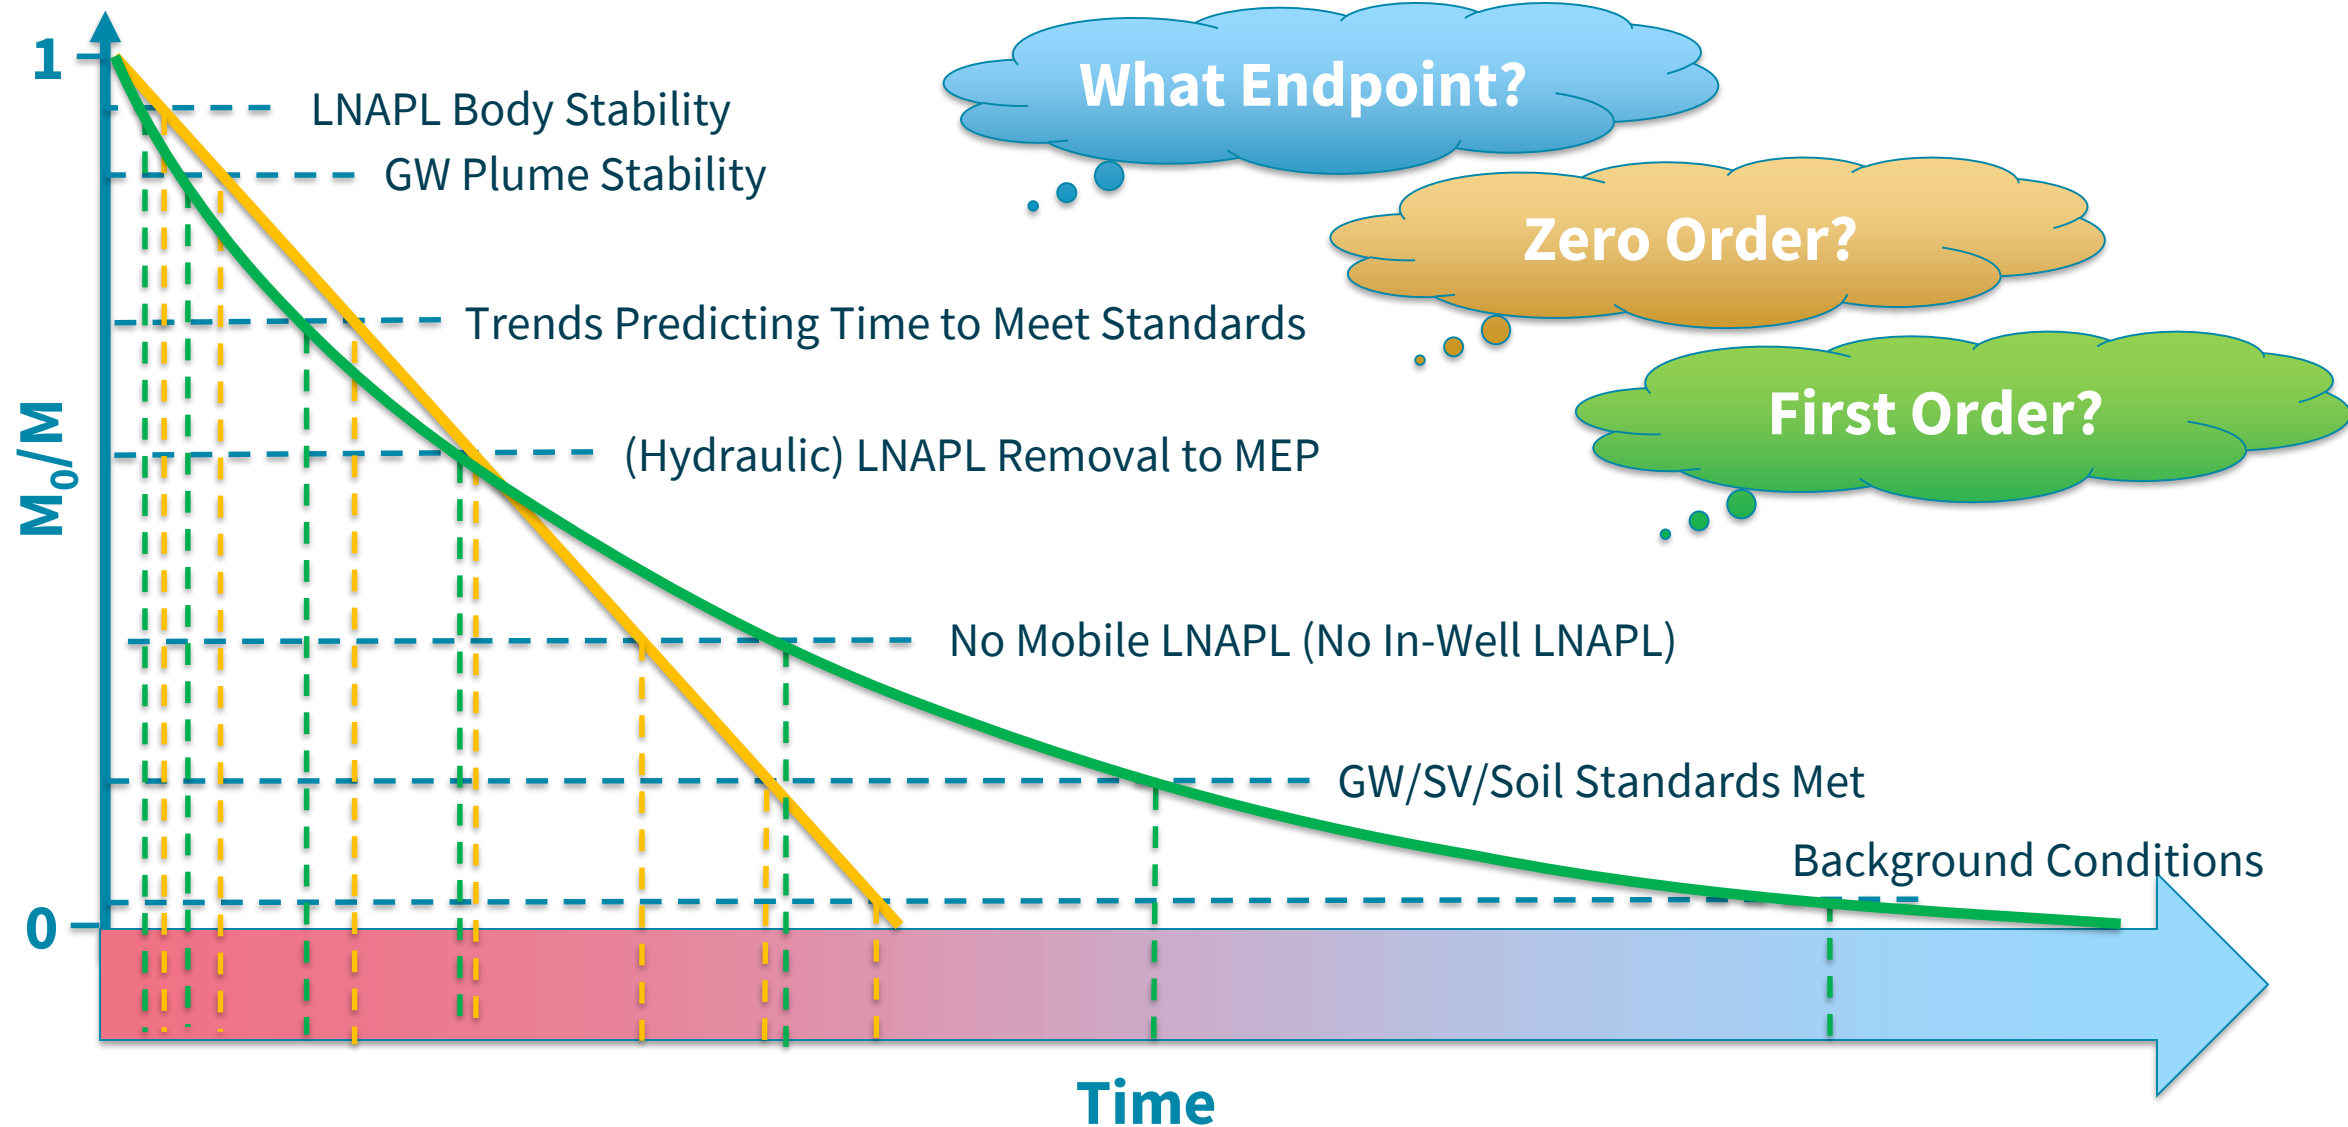 1
LNAPL Body Stability
GW Plume Stability
Trends Predicting Time to Meet Standards
(Hydraulic) LNAPL Removal to MEP
No Mobile LNAPL (No In-Well LNAPL)
GW/SV/Soil Standards Met
Background Conditions
0
M₀/M
Time
What Endpoint?
Zero Order?
First Order?